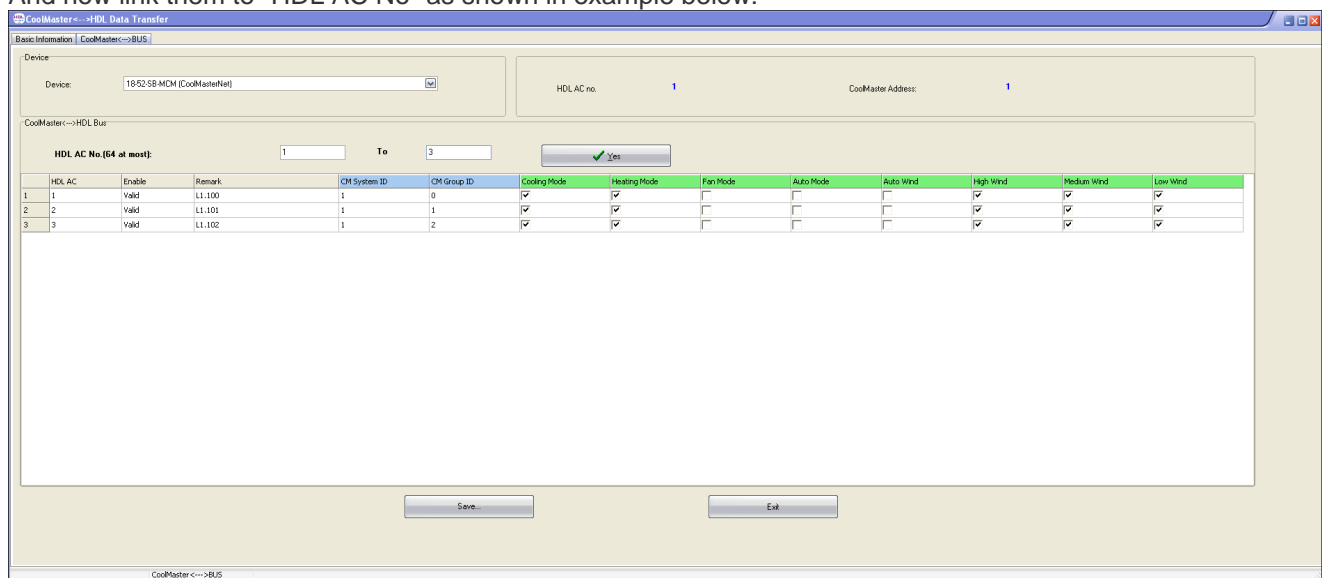 And now link them to "HDL AC No" as shown in example below:
CoolMaster<-->HDL Data Transfer
Basic Information CoolMaster<--->BUS
Device
Device: 18-52-SB-MCM (CoolMasterNet)
HDL AC no. 1 CoolMaster Address: 1
CoolMaster<--->HDL Bus
HDL AC No.(64 at most): 1 To 3 Yes
HDL AC Enable Remark CM System ID CM Group ID Cooling Mode Heating Mode Fan Mode Auto Mode Auto Wind High Wind Medium Wind Low Wind
1 1 Valid L1.100 1 0
2 2 Valid L1.101 1 1
3 3 Valid L1.102 1 2
Save... Exit
CoolMaster<--->BUS